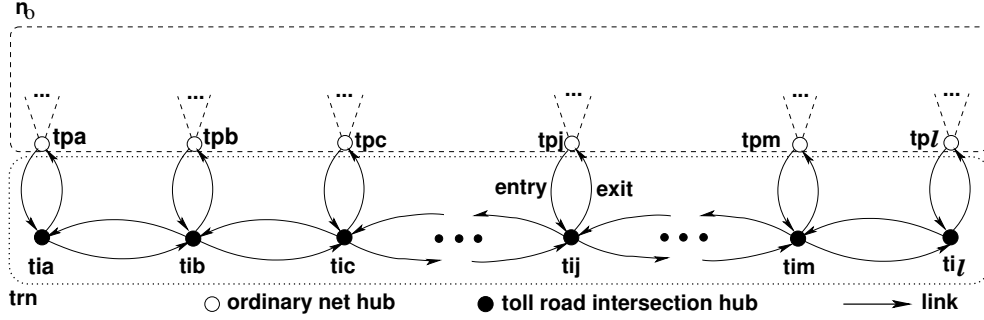 n_o
... ... ... ... ... ...
tpa tpb tpc tpj tpm tpl
entry exit
... ...
tia tib tic tij tim til
trn
ordinary net hub toll road intersection hub link